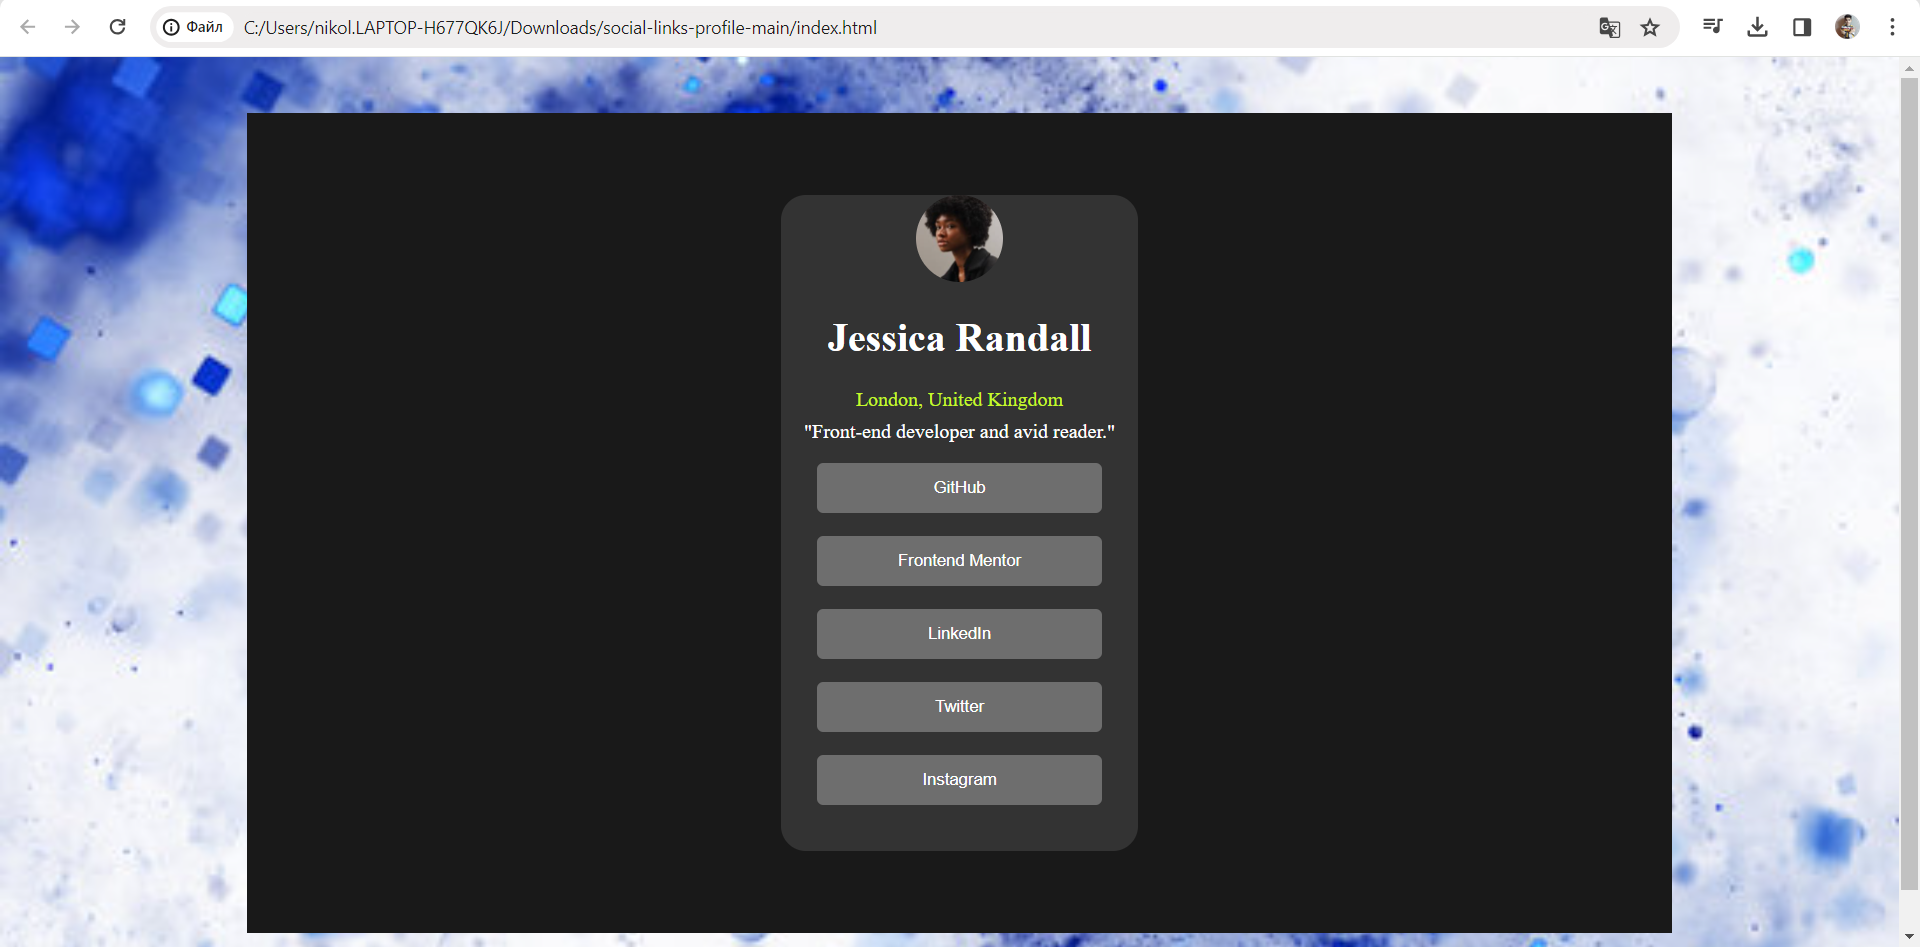 Файл C:/Users/nikol.LAPTOP-H677QK6J/Downloads/social-links-profile-main/index.html
Jessica Randall
London, United Kingdom
"Front-end developer and avid reader."
GitHub
Frontend Mentor
LinkedIn
Twitter
Instagram